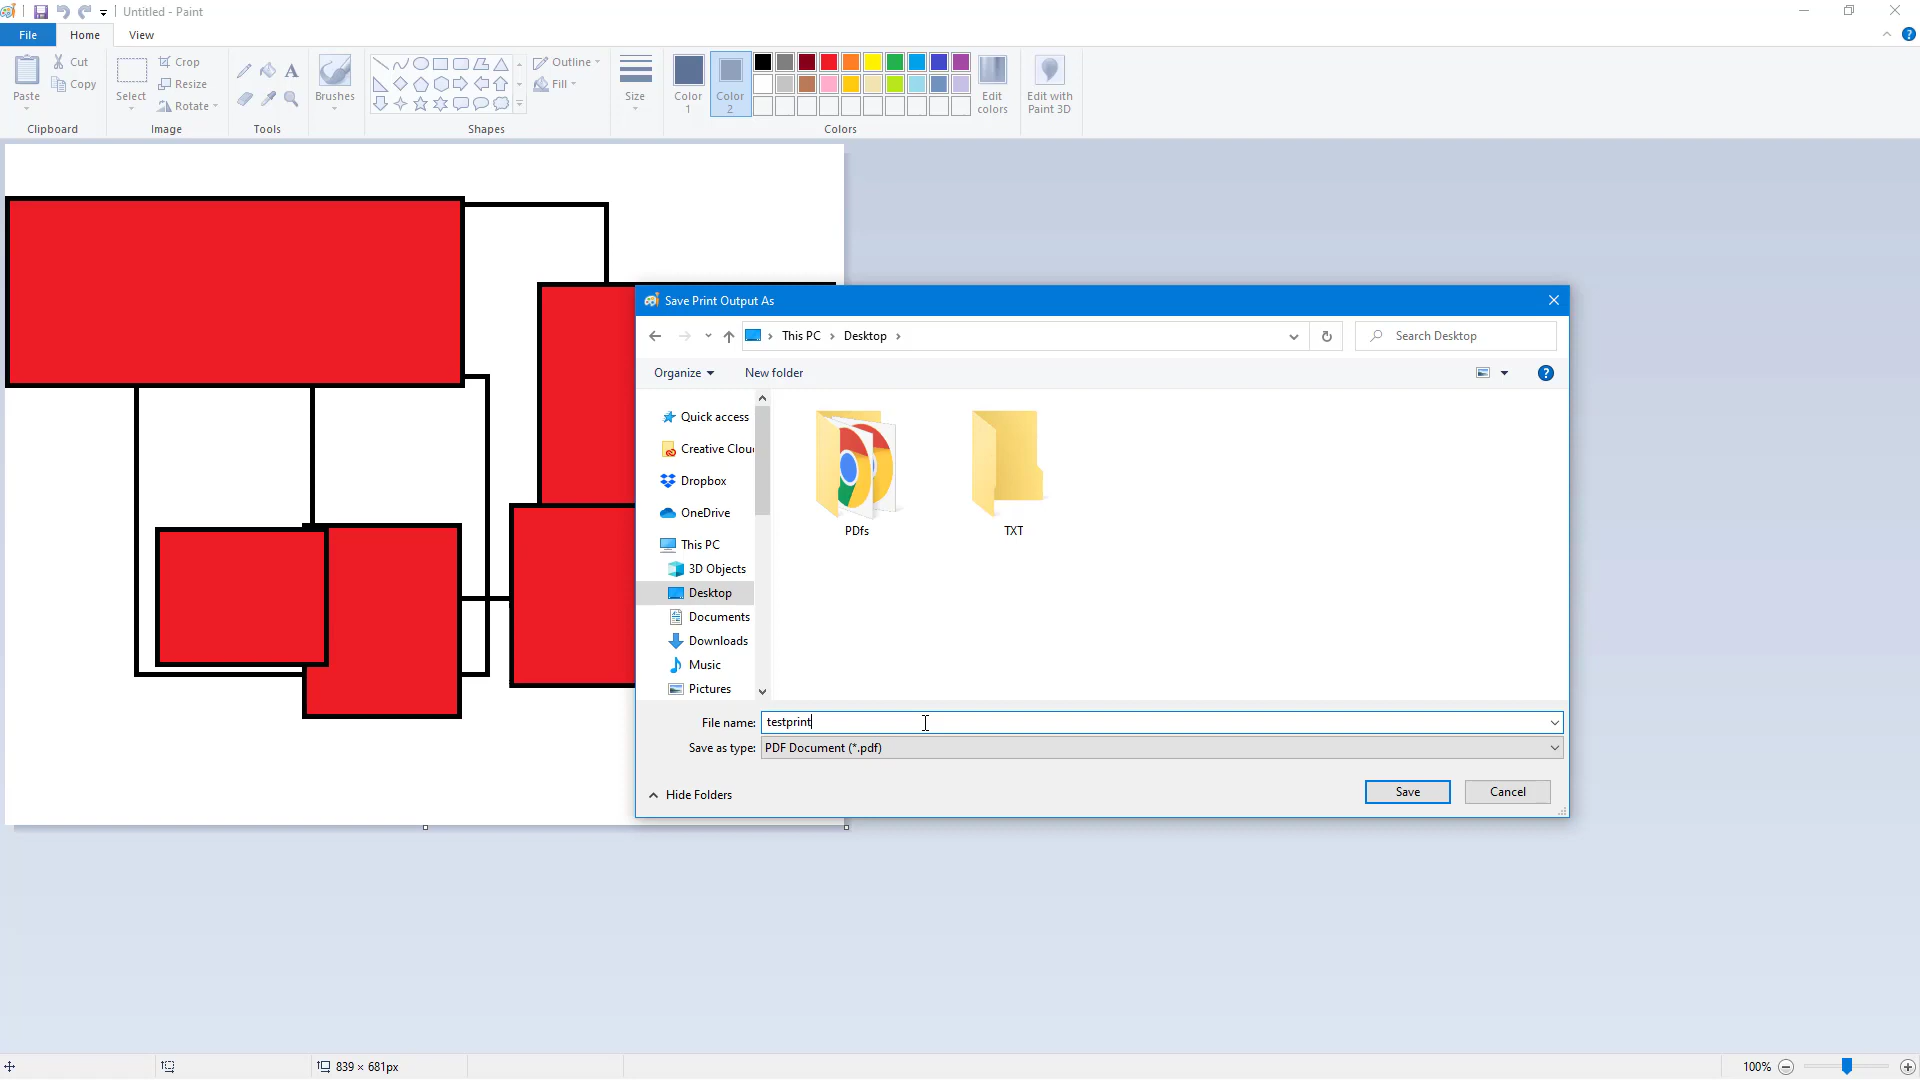 Untitled - Paint
File
Home
View
Paste
Cut
Copy
Clipboard
Select
Crop
Resize
Rotate
Image
A
Tools
Brushes
Shapes
Outline
Fill
Size
Color 1
Color 2
Colors
Edit colors
Edit with Paint 3D
Save Print Output As
This PC
Desktop
Search Desktop
Organize
New folder
Quick access
Creative Clou
Dropbox
OneDrive
This PC
3D Objects
Desktop
Documents
Downloads
Music
Pictures
PDfs
TXT
File name: testprint
Save as type: PDF Document (*.pdf)
Hide Folders
Save
Cancel
839 × 681px
100%